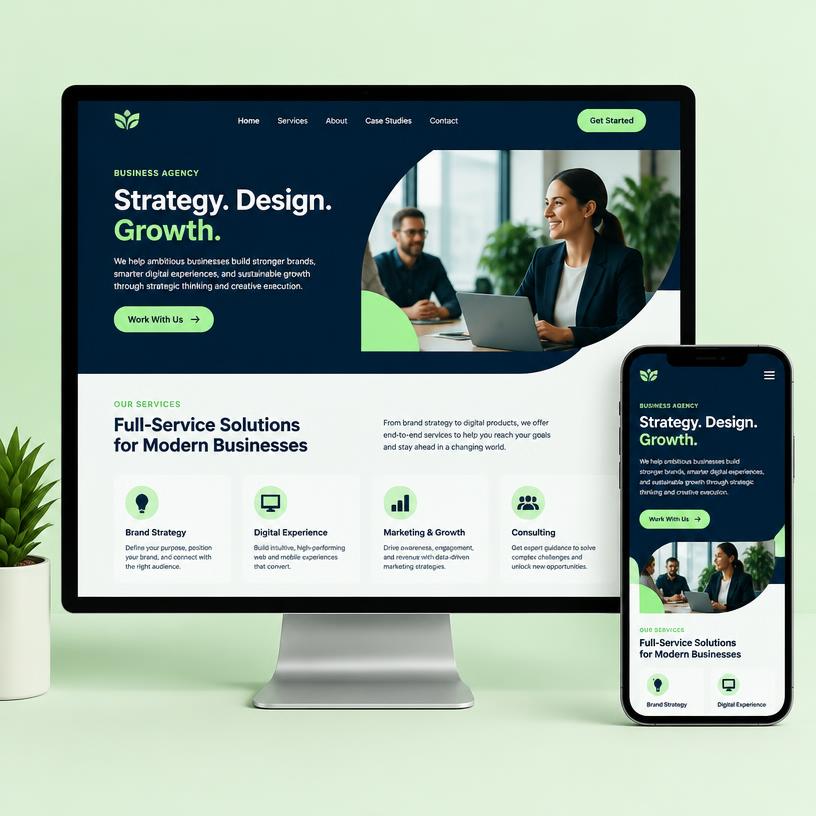 Home Services About Case Studies Contact Get Started
BUSINESS AGENCY
Strategy. Design.
Growth.
We help ambitious businesses build stronger brands,
smarter digital experiences, and sustainable growth
through strategic thinking and creative execution.
Work With Us
OUR SERVICES
Full-Service Solutions
for Modern Businesses
From brand strategy to digital products, we offer
end-to-end services to help you reach your goals
and stay ahead in a changing world.
Brand Strategy
Define your purpose, position
your brand, and connect with
the right audience.
Digital Experience
Build intuitive, high-performing
web and mobile experiences
that convert.
Marketing & Growth
Drive awareness, engagement,
and revenue with data-driven
marketing strategies.
Consulting
Get expert guidance to solve
complex challenges and
unlock new opportunities.
BUSINESS AGENCY
Strategy. Design.
Growth.
We help ambitious businesses build
stronger brands, smarter digital experiences,
and sustainable growth through strategic
thinking and creative execution.
Work With Us
OUR SERVICES
Full-Service Solutions
for Modern Businesses
Brand Strategy
Digital Experience